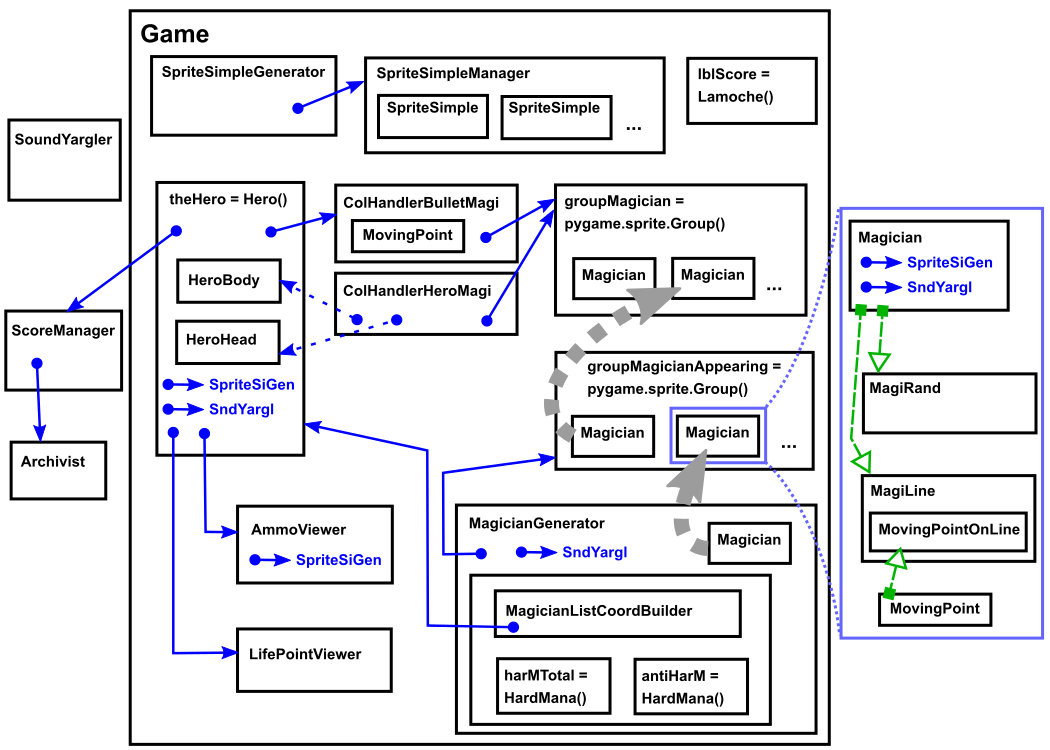 Game
SpriteSimpleGenerator
SpriteSimpleManager
SpriteSimple
SpriteSimple
...
lblScore =
Lamoche()
SoundYargler
theHero = Hero()
HeroBody
HeroHead
SpriteSiGen
SndYargl
ColHandlerBulletMagi
MovingPoint
ColHandlerHeroMagi
groupMagician =
pygame.sprite.Group()
Magician
Magician
...
ScoreManager
Archivist
groupMagicianAppearing =
pygame.sprite.Group()
Magician
Magician
...
AmmoViewer
SpriteSiGen
LifePointViewer
MagicianGenerator
SndYargl
Magician
MagicianListCoordBuilder
harMTotal =
HardMana()
antiHarM =
HardMana()
Magician
SpriteSiGen
SndYargl
MagiRand
MagiLine
MovingPointOnLine
MovingPoint